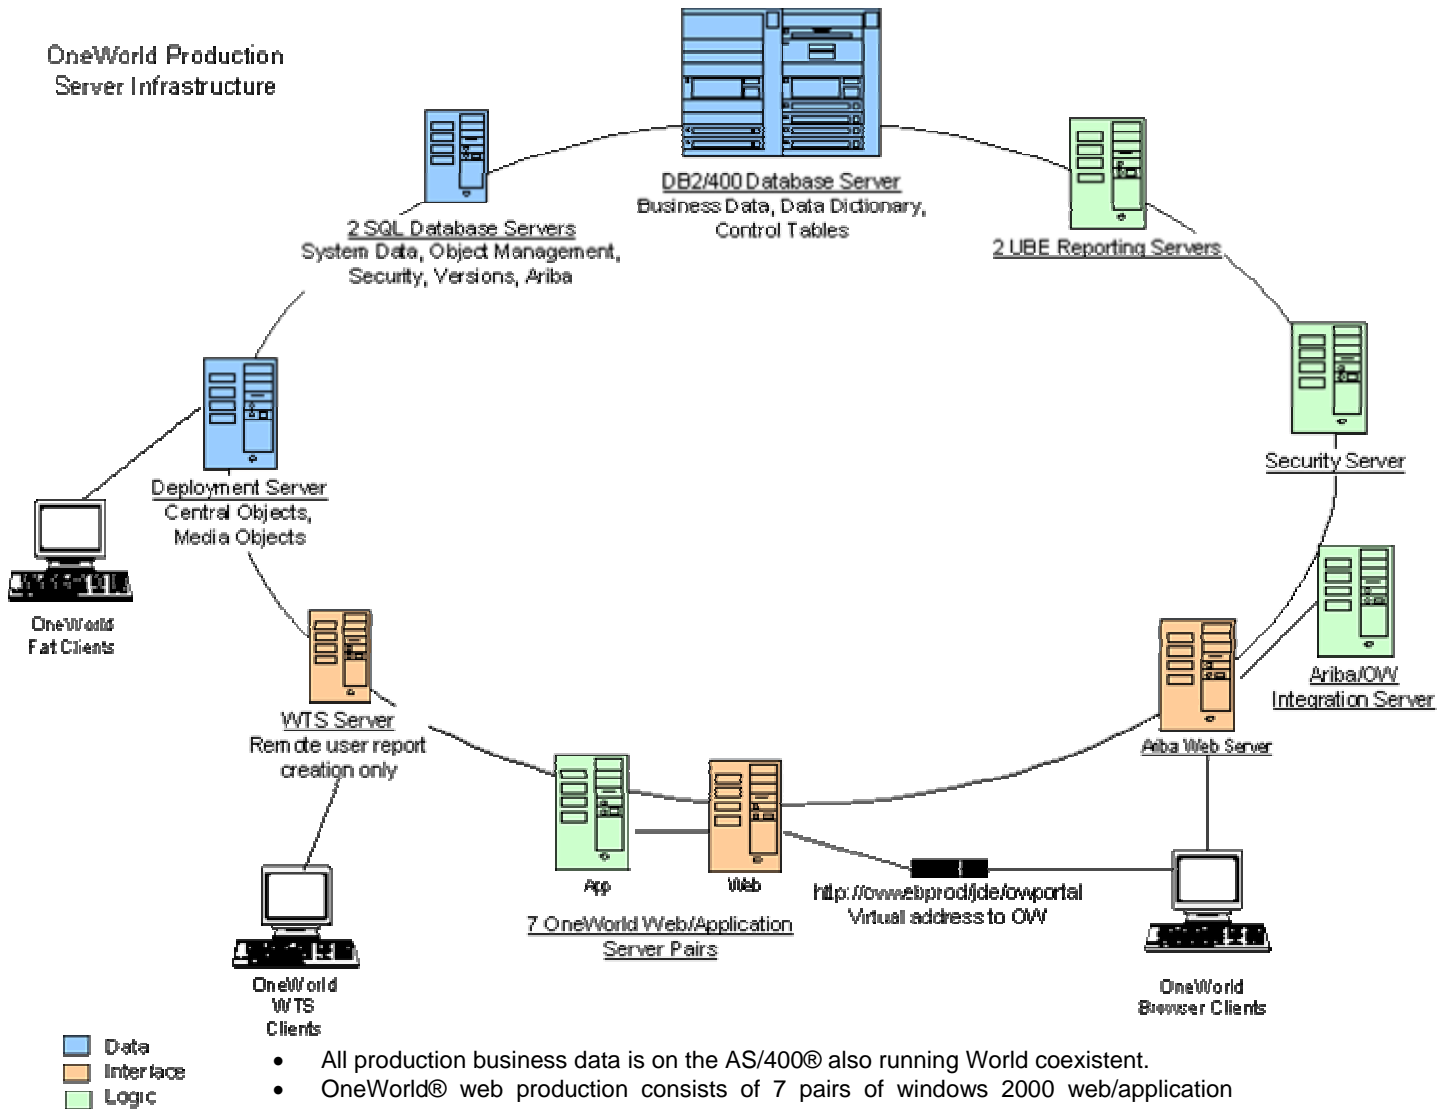 OneWorld Production
Server Infrastructure
DB2/400 Database Server
Business Data, Data Dictionary,
Control Tables
2 SQL Database Servers
System Data, Object Management,
Security, Versions, Ariba
2 UBE Reporting Servers
Security Server
Deployment Server
Central Objects,
Media Objects
OneWorld
Fat Clients
WTS Server
Remote user report
creation only
Ariba/OW
Integration Server
Ariba Web Server
App
Web
7 OneWorld Web/Application
Server Pairs
http://owwebprod/jde/owportal
Virtual address to OW
OneWorld
WTS
Clients
OneWorld
Browser Clients
Data
Interface
Logic
• All production business data is on the AS/400® also running World coexistent.
• OneWorld® web production consists of 7 pairs of windows 2000 web/application